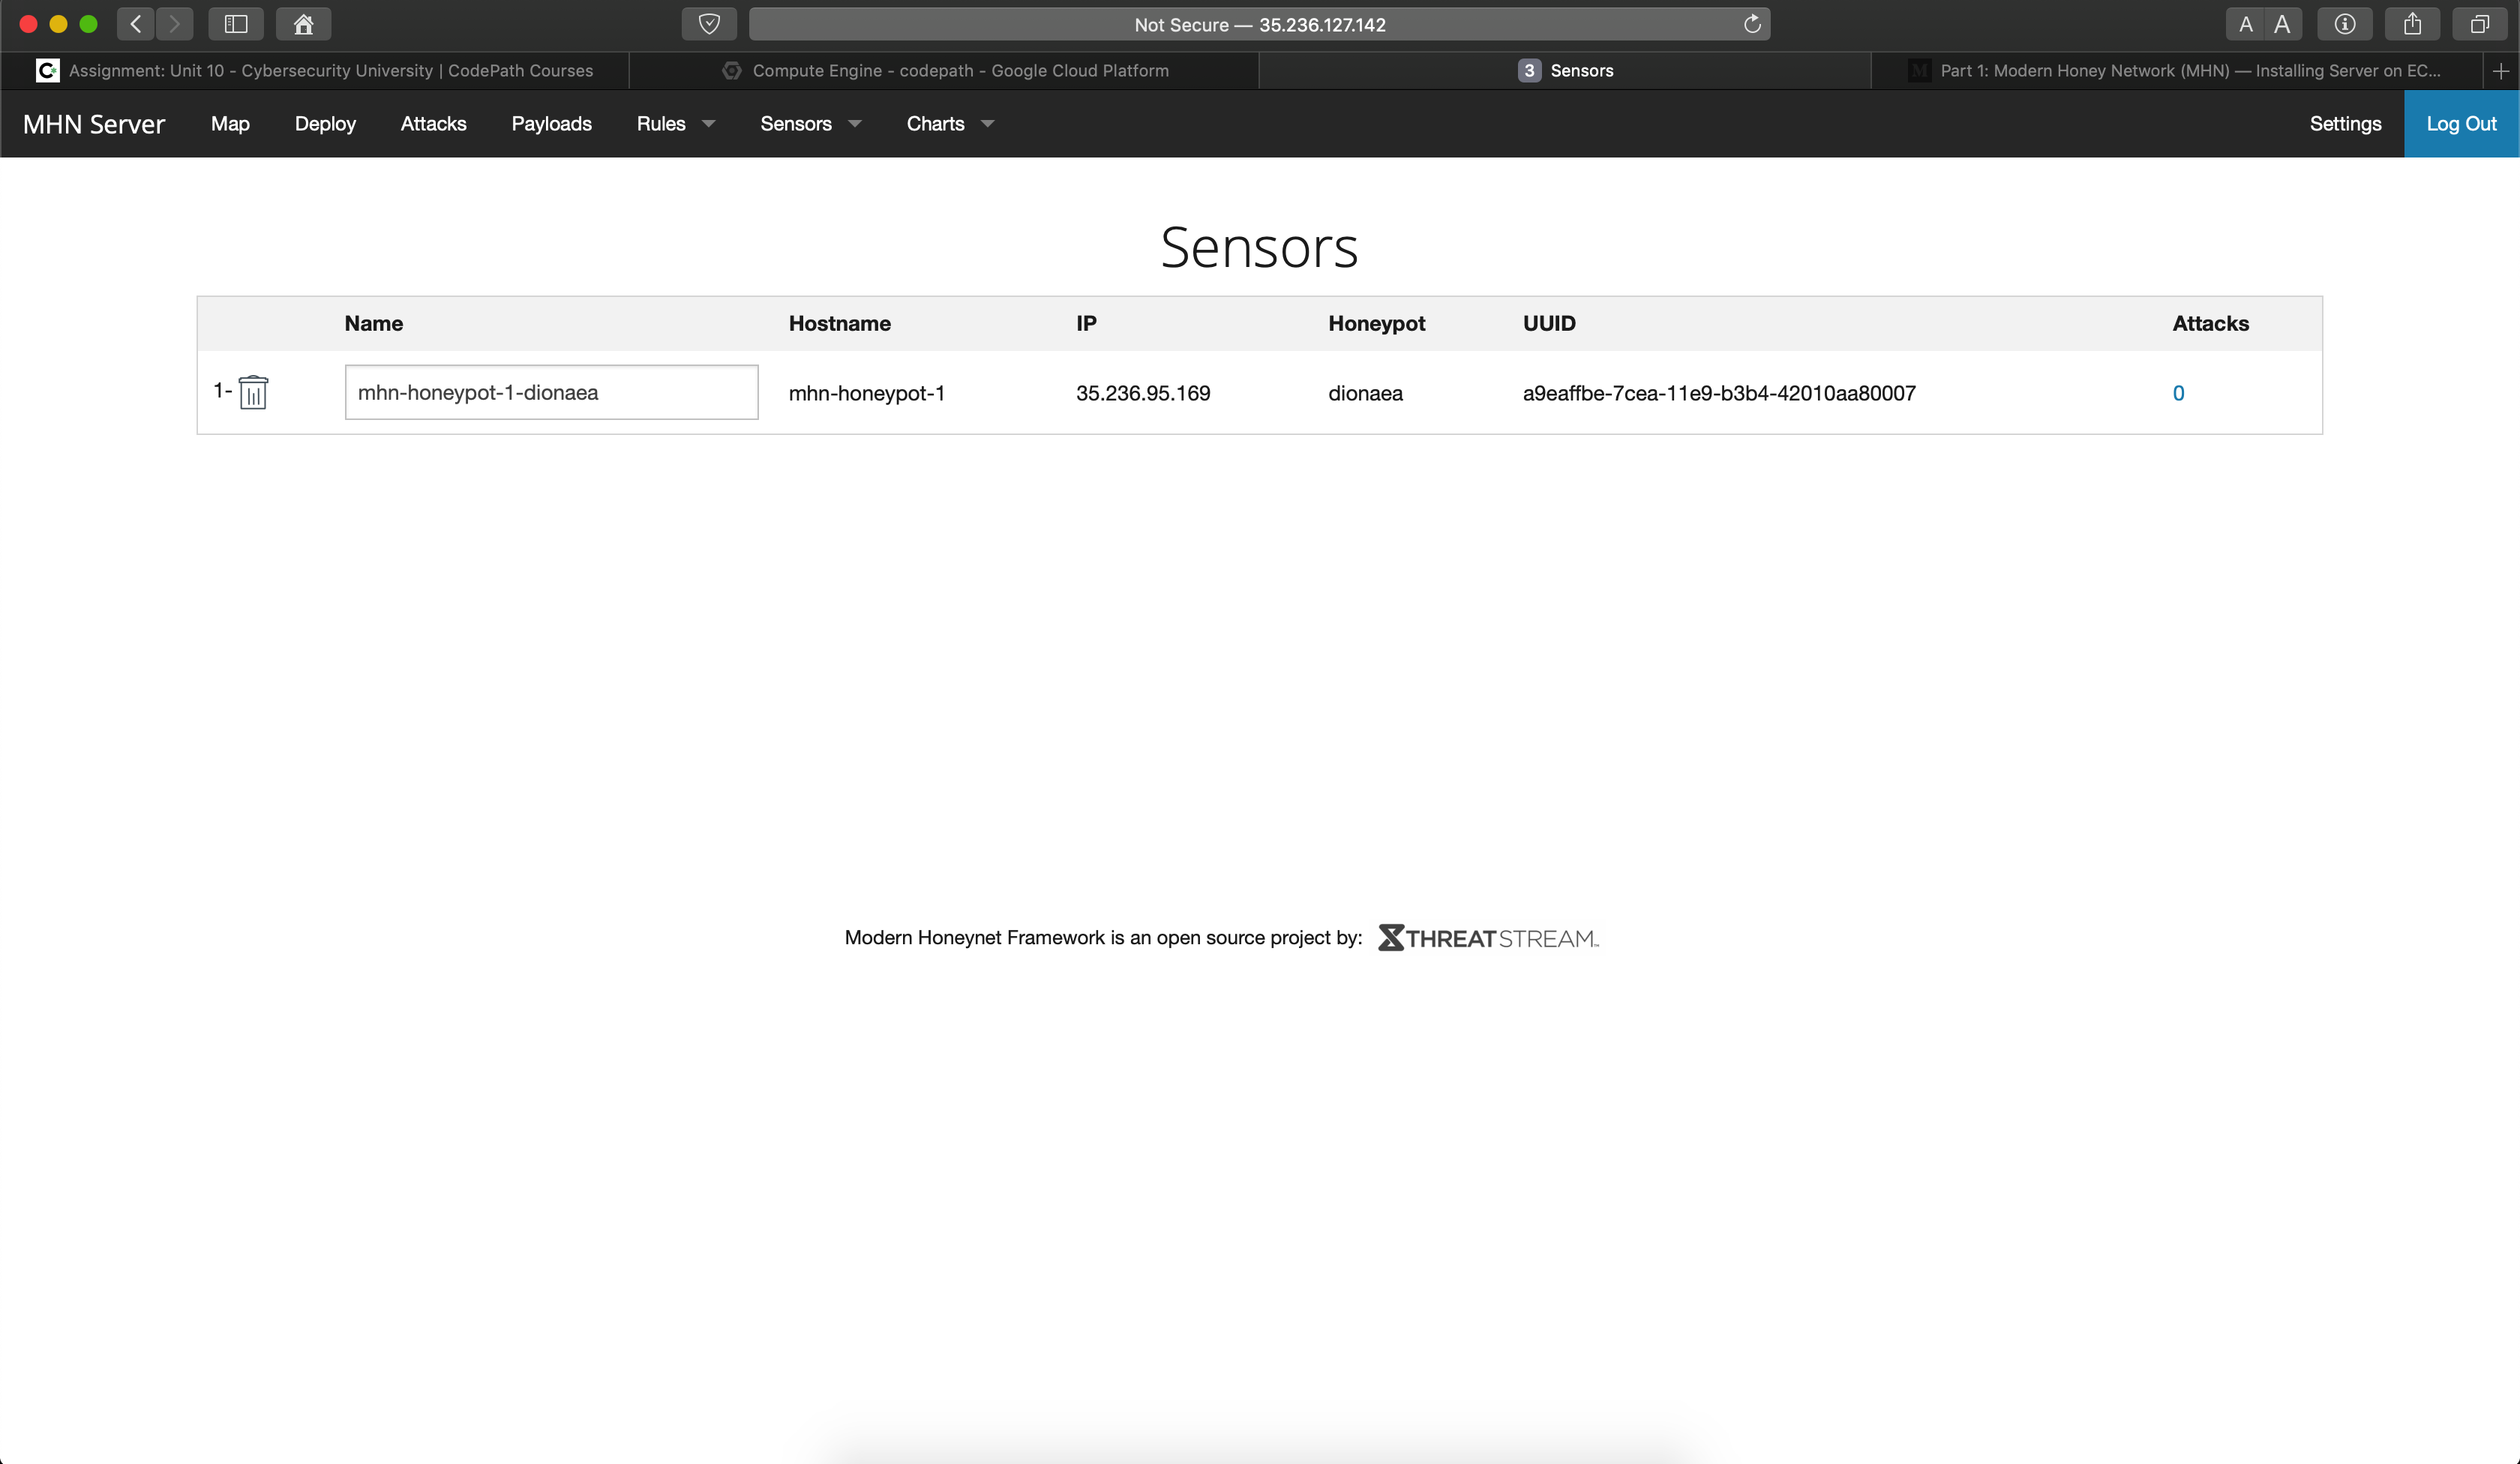 Not Secure — 35.236.127.142
A A
Assignment: Unit 10 - Cybersecurity University | CodePath Courses
Compute Engine - codepath - Google Cloud Platform
3 Sensors
M Part 1: Modern Honey Network (MHN) — Installing Server on EC...
MHN Server Map Deploy Attacks Payloads Rules Sensors Charts Settings Log Out
Sensors
Name Hostname IP Honeypot UUID Attacks
1- mhn-honeypot-1-dionaea mhn-honeypot-1 35.236.95.169 dionaea a9eaffbe-7cea-11e9-b3b4-42010aa80007 0
Modern Honeynet Framework is an open source project by: THREATSTREAM